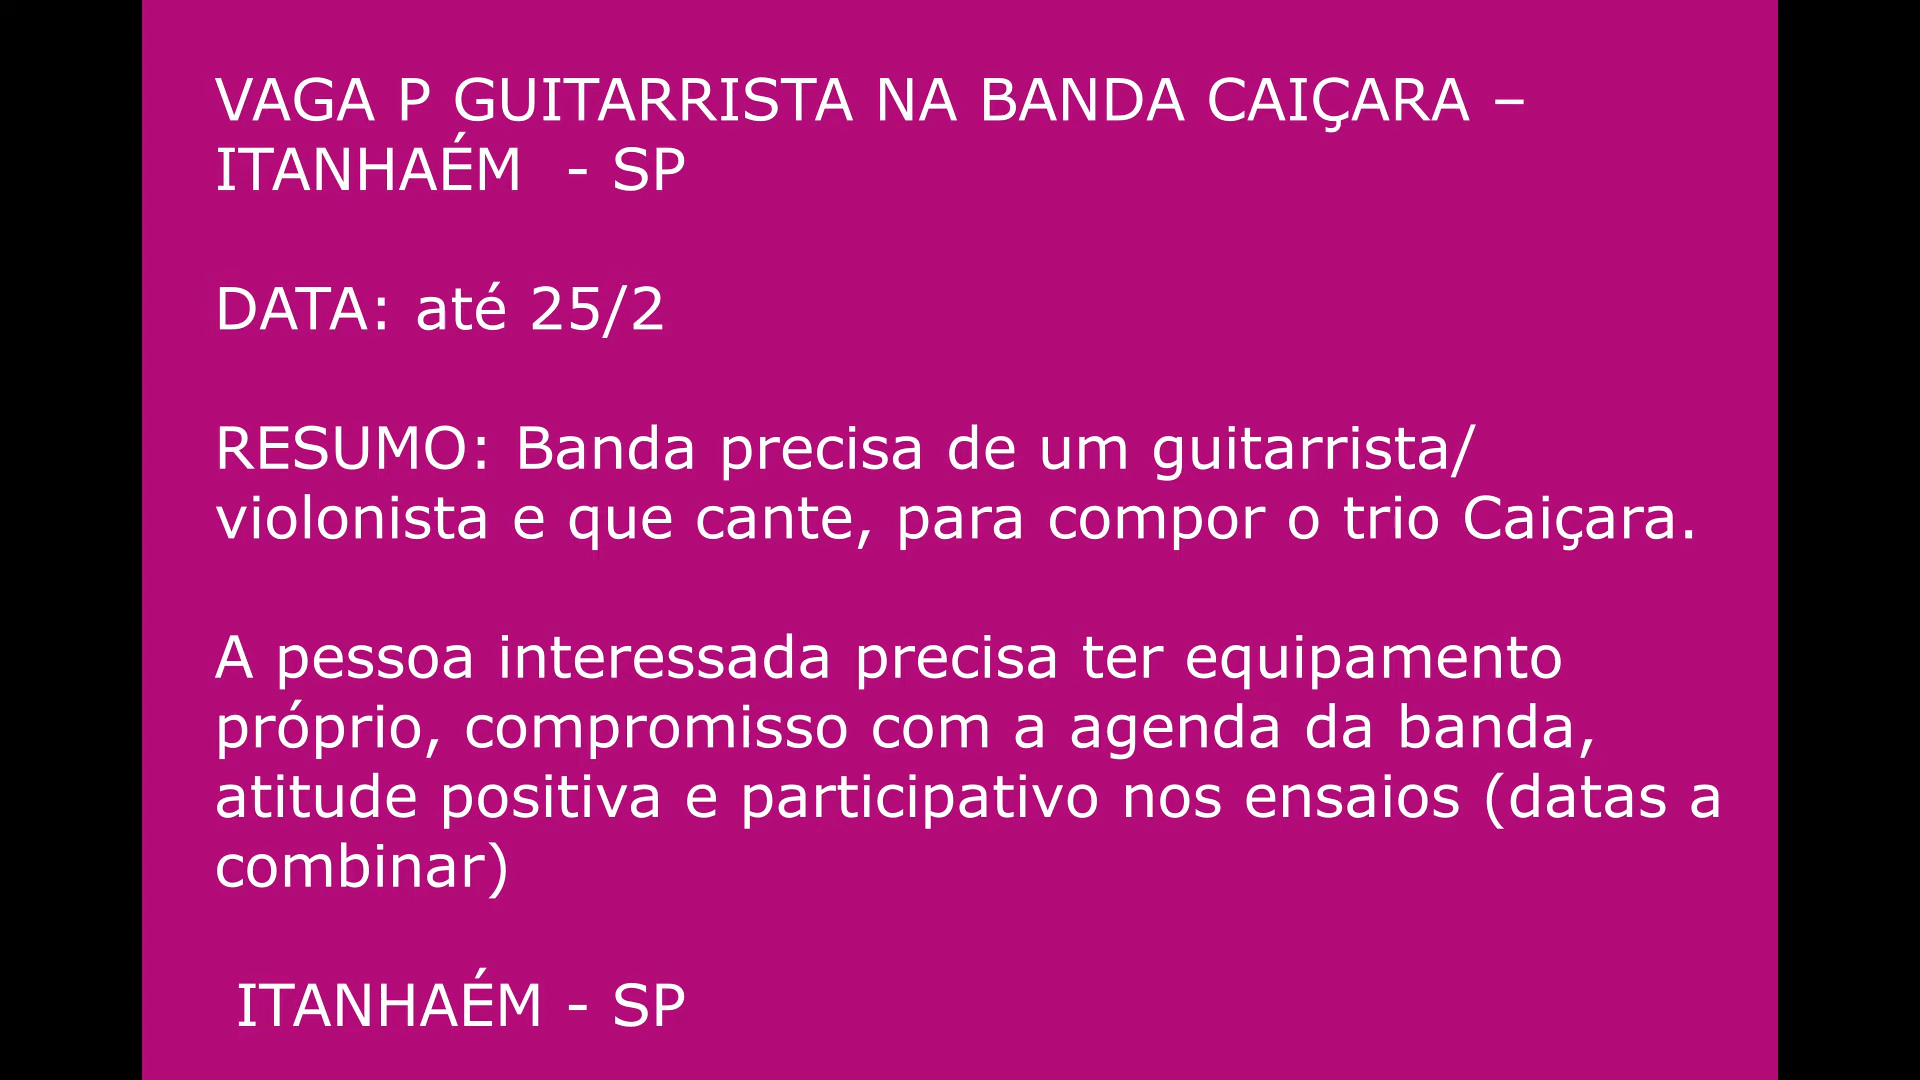 VAGA P GUITARRISTA NA BANDA CAIÇARA –
ITANHAÉM  - SP
DATA: até 25/2
RESUMO: Banda precisa de um guitarrista/
violonista e que cante, para compor o trio Caiçara.
A pessoa interessada precisa ter equipamento
próprio, compromisso com a agenda da banda,
atitude positiva e participativo nos ensaios (datas a
combinar)
ITANHAÉM - SP